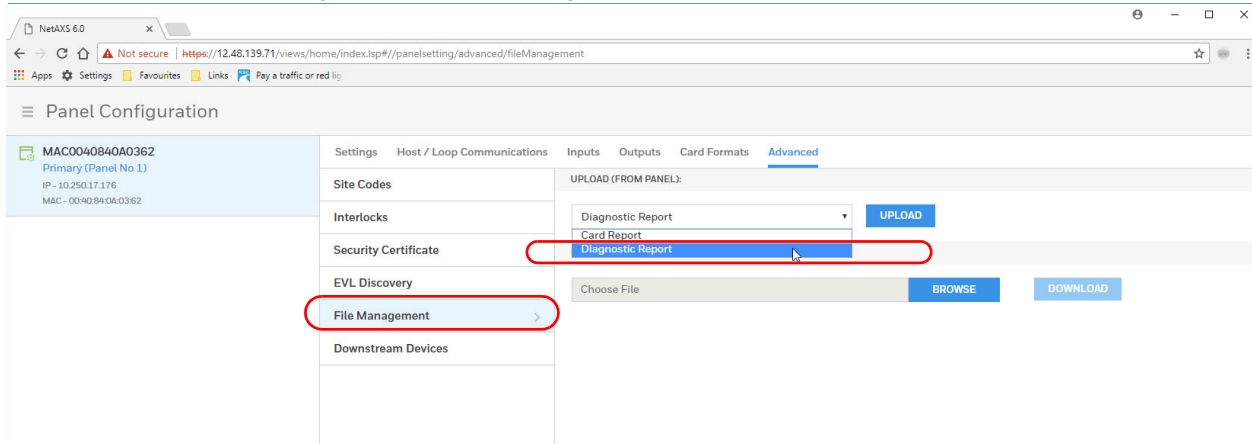 NetAXS 6.0
Not secure | https://12.48.139.71/views/home/index.lsp#//panelsetting/advanced/fileManagement
Apps Settings Favourites Links Pay a traffic or red lig
Panel Configuration
MAC0040840A0362
Primary (Panel No 1)
IP - 10.250.17.176
MAC - 00:40:84:0A:03:62
Settings Host / Loop Communications Inputs Outputs Card Formats Advanced
Site Codes
Interlocks
Security Certificate
EVL Discovery
File Management
Downstream Devices
UPLOAD (FROM PANEL):
Diagnostic Report UPLOAD
Card Report
Diagnostic Report
Choose File BROWSE DOWNLOAD